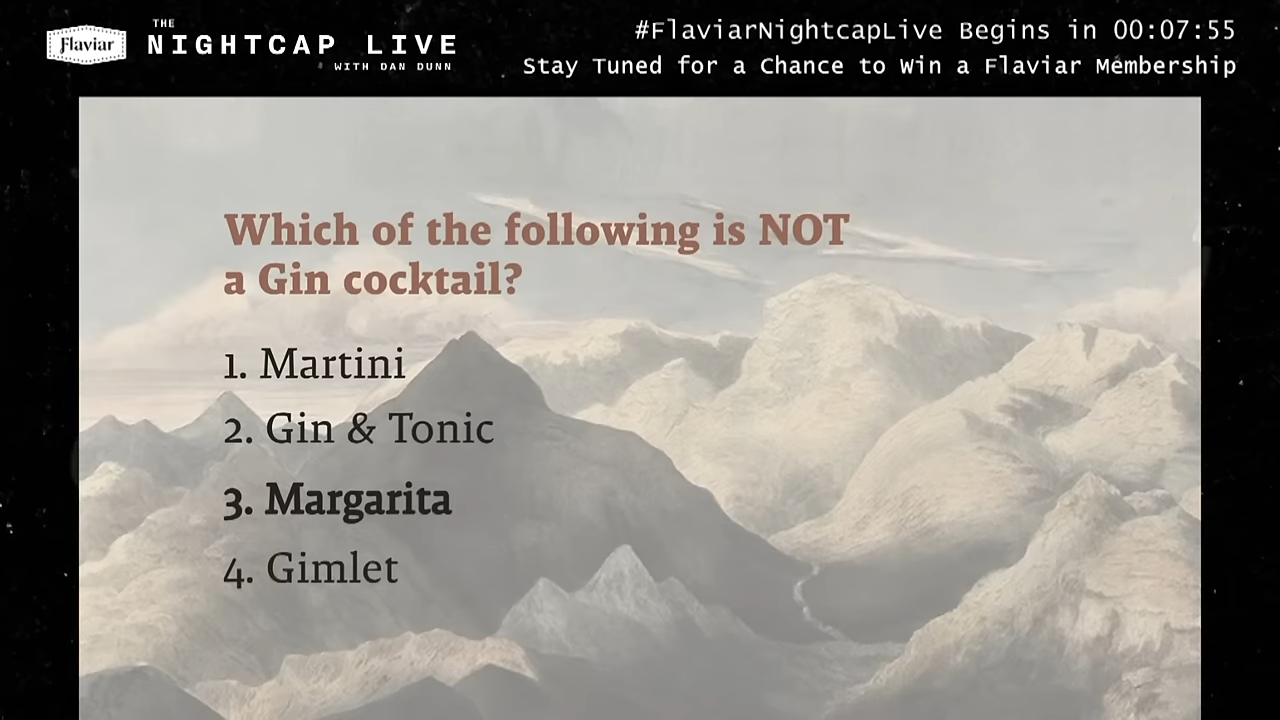 Flaviar
THE
NIGHTCAP LIVE
WITH DAN DUNN
#FlaviarNightcapLive Begins in 00:07:55
Stay Tuned for a Chance to Win a Flaviar Membership
Which of the following is NOT
a Gin cocktail?
1. Martini
2. Gin & Tonic
3. Margarita
4. Gimlet